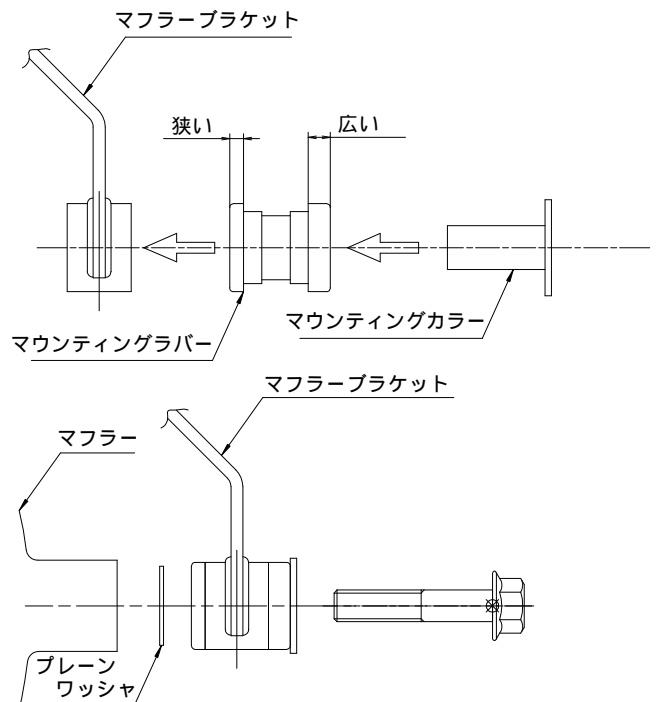 マフラーブラケット
狭い
広い
マウンティングラバー
マウンティングカラー
マフラーブラケット
マフラー
プレーン
ワッシャ